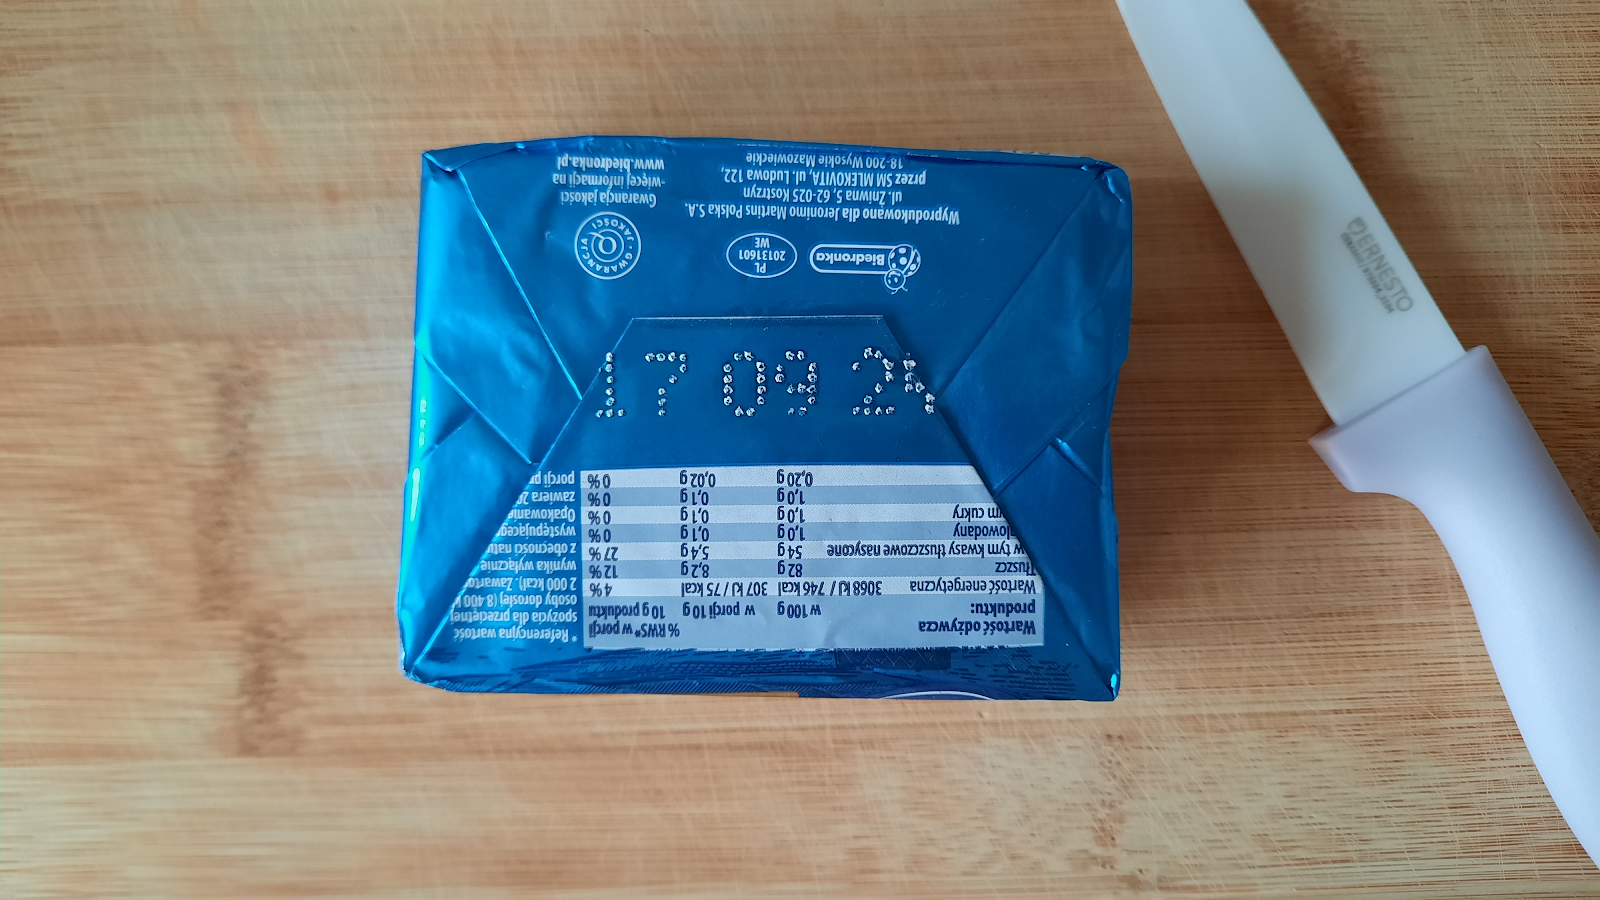 17 09 24
* Referencyjna wartość
spożycia dla przeciętnej
osoby dorosłej (8 400 k
2 000 kcal). Zawartoś
wynika wyłącznie
z obecności natu
występującego
Opakowanie
zawiera 20
porcji pr
Wartość odżywcza
produktu: w 100 g w porcji 10 g % RWS* w porcji 10 g produktu
Wartość energetyczna 3068 kJ / 746 kcal 307 kJ / 75 kcal 4 %
Tłuszcz 82 g 8,2 g 12 %
w tym kwasy tłuszczowe nasycone 54 g 5,4 g 27 %
lowodany 1,0 g 0,1 g 0 %
ym cukry 1,0 g 0,1 g 0 %
1,0 g 0,1 g 0 %
0,20 g 0,02 g 0 %
Biedronka
PL
20131601
WE
GWARANCJA JAKOŚCI
Wyprodukowano dla Jeronimo Martins Polska S.A.
ul. Żniwna 5, 62-025 Kostrzyn
przez SM MLEKOVITA, ul. Ludowa 122,
18-200 Wysokie Mazowieckie
Gwarancja jakości
-więcej informacji na
www.biedronka.pl
ERNESTO